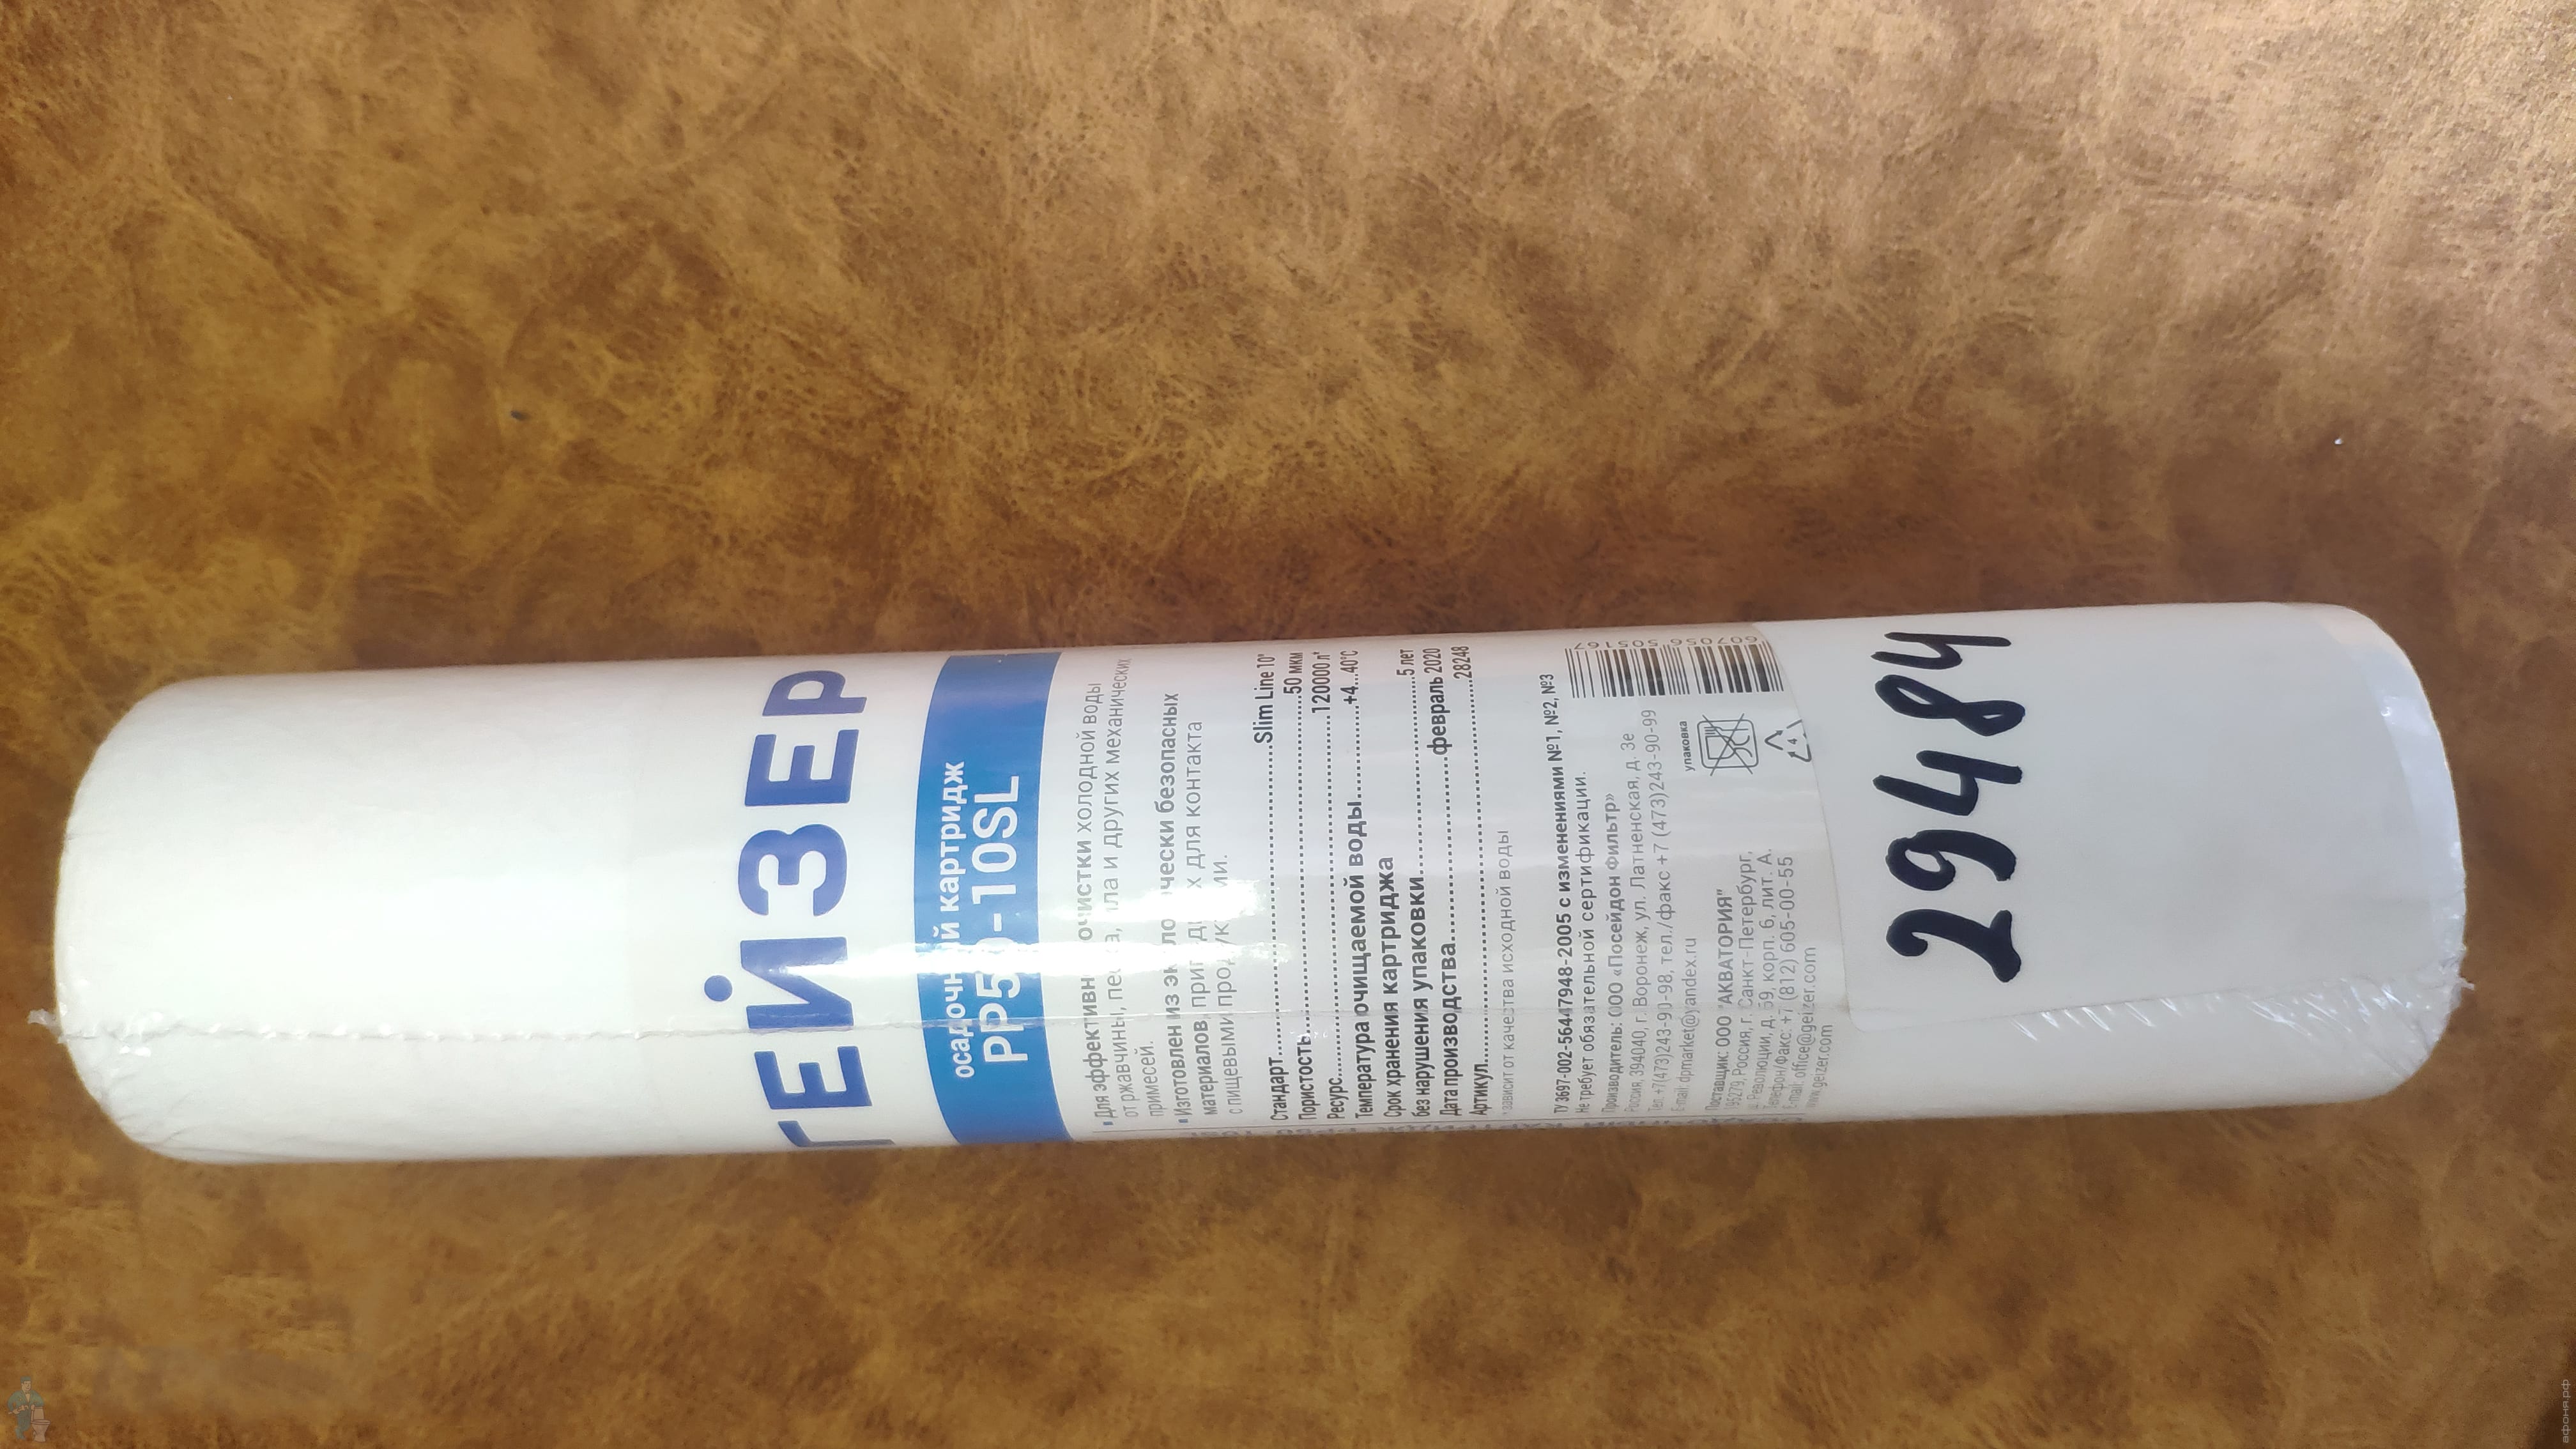 ГЕЙЗЕР
осадочный картридж
PP50-10SL
Для эффективной очистки холодной воды
от ржавчины, песка, ила и других механических
примесей.
Изготовлен из экологически безопасных
материалов, пригодных для контакта
с пищевыми продуктами.
Стандарт Slim Line 10"
Пористость 50 мкм
Ресурс 120000 л*
Температура очищаемой воды +4...40°С
Срок хранения картриджа
без нарушения упаковки 5 лет
Дата производства февраль 2020
Артикул 28248
* зависит от качества исходной воды
ТУ 3697-002-56447948-2005 с изменениями №1, №2, №3
Не требует обязательной сертификации.
Производитель: ООО «Посейдон Фильтр»
Россия, 394040, г. Воронеж, ул. Латненская, д. 3е
Тел. +7(473)243-91-98, тел./факс +7 (473)243-90-99
E-mail: dpmarket@yandex.ru
упаковка
4
Поставщик: ООО "АКВАТОРИЯ"
195279, Россия, г. Санкт-Петербург,
ш. Революции, д. 59, корп. 6, лит. А.
Телефон/Факс: +7 (812) 605-00-55
E-mail: office@geizer.com
www.geizer.com
29484
афоня.рф